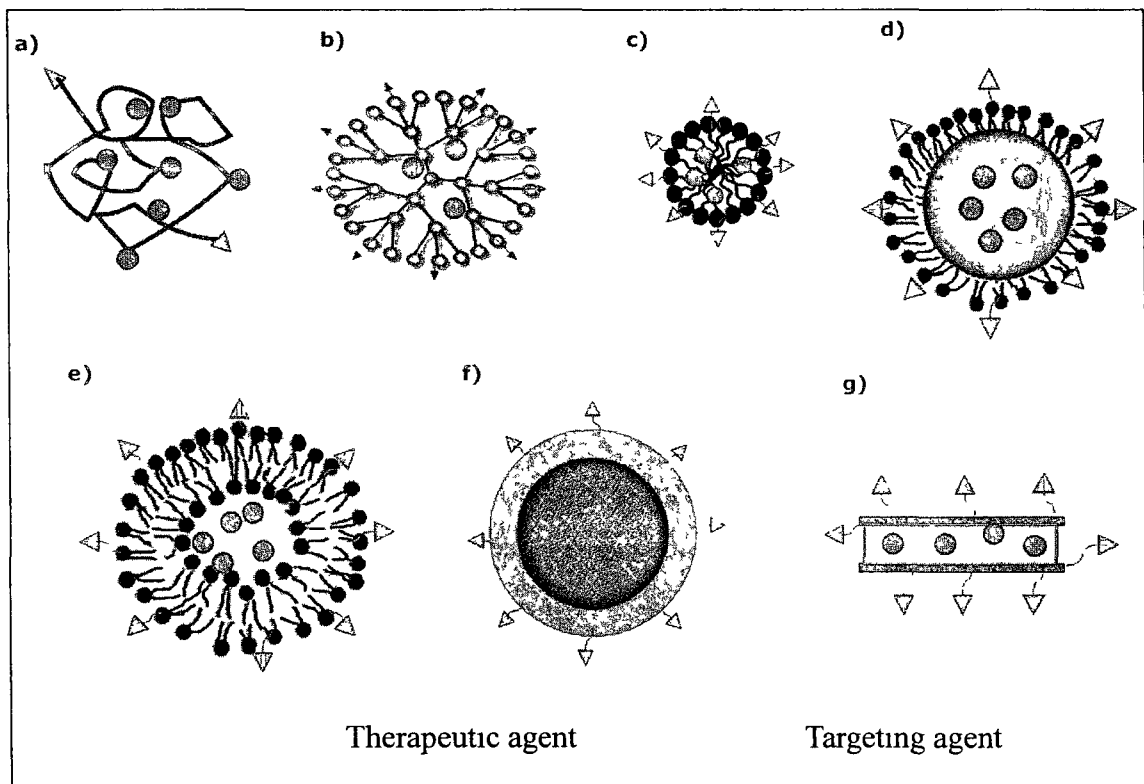 a)
b)
c)
d)
e)
f)
g)
Therapeutic agent
Targeting agent